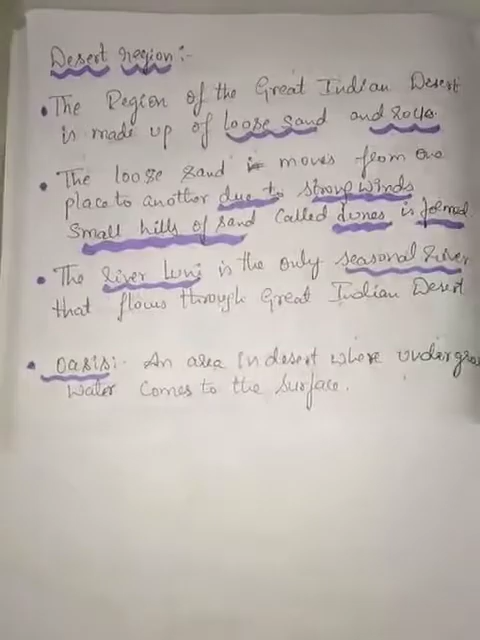 Desert region:-
• The Region of the Great Indian Desert
is made up of loose sand and rocks.
• The loose sand is moves from one
place to another due to strong winds
Small hills of sand called dunes is formed
• The River Luni is the only seasonal river
that flows through Great Indian Desert
• Oasis:- An area in desert where undergro
water comes to the surface.